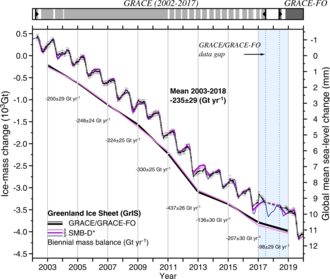 GRACE (2002-2017)
GRACE-FO
0.5
0.0
-0.5
-1.0
-1.5
-2.0
-2.5
-3.0
-3.5
-4.0
-4.5
Ice-mass change (10³Gt)
GRACE/GRACE-FO
data gap
Mean 2003-2018
-235±29 (Gt yr⁻¹)
-200±29 Gt yr⁻¹
-248±24 Gt yr⁻¹
-224±25 Gt yr⁻¹
-330±25 Gt yr⁻¹
-437±26 Gt yr⁻¹
-136±30 Gt yr⁻¹
-207±30 Gt yr⁻¹
-98±29 Gt yr⁻¹
Greenland Ice Sheet (GrIS)
GRACE/GRACE-FO
SMB-D*
Biennial mass balance (Gt yr⁻¹)
-1
0
1
2
3
4
5
6
7
8
9
10
11
Global mean sea-level change (mm)
2003
2005
2007
2009
2011
2013
2015
2017
2019
Year